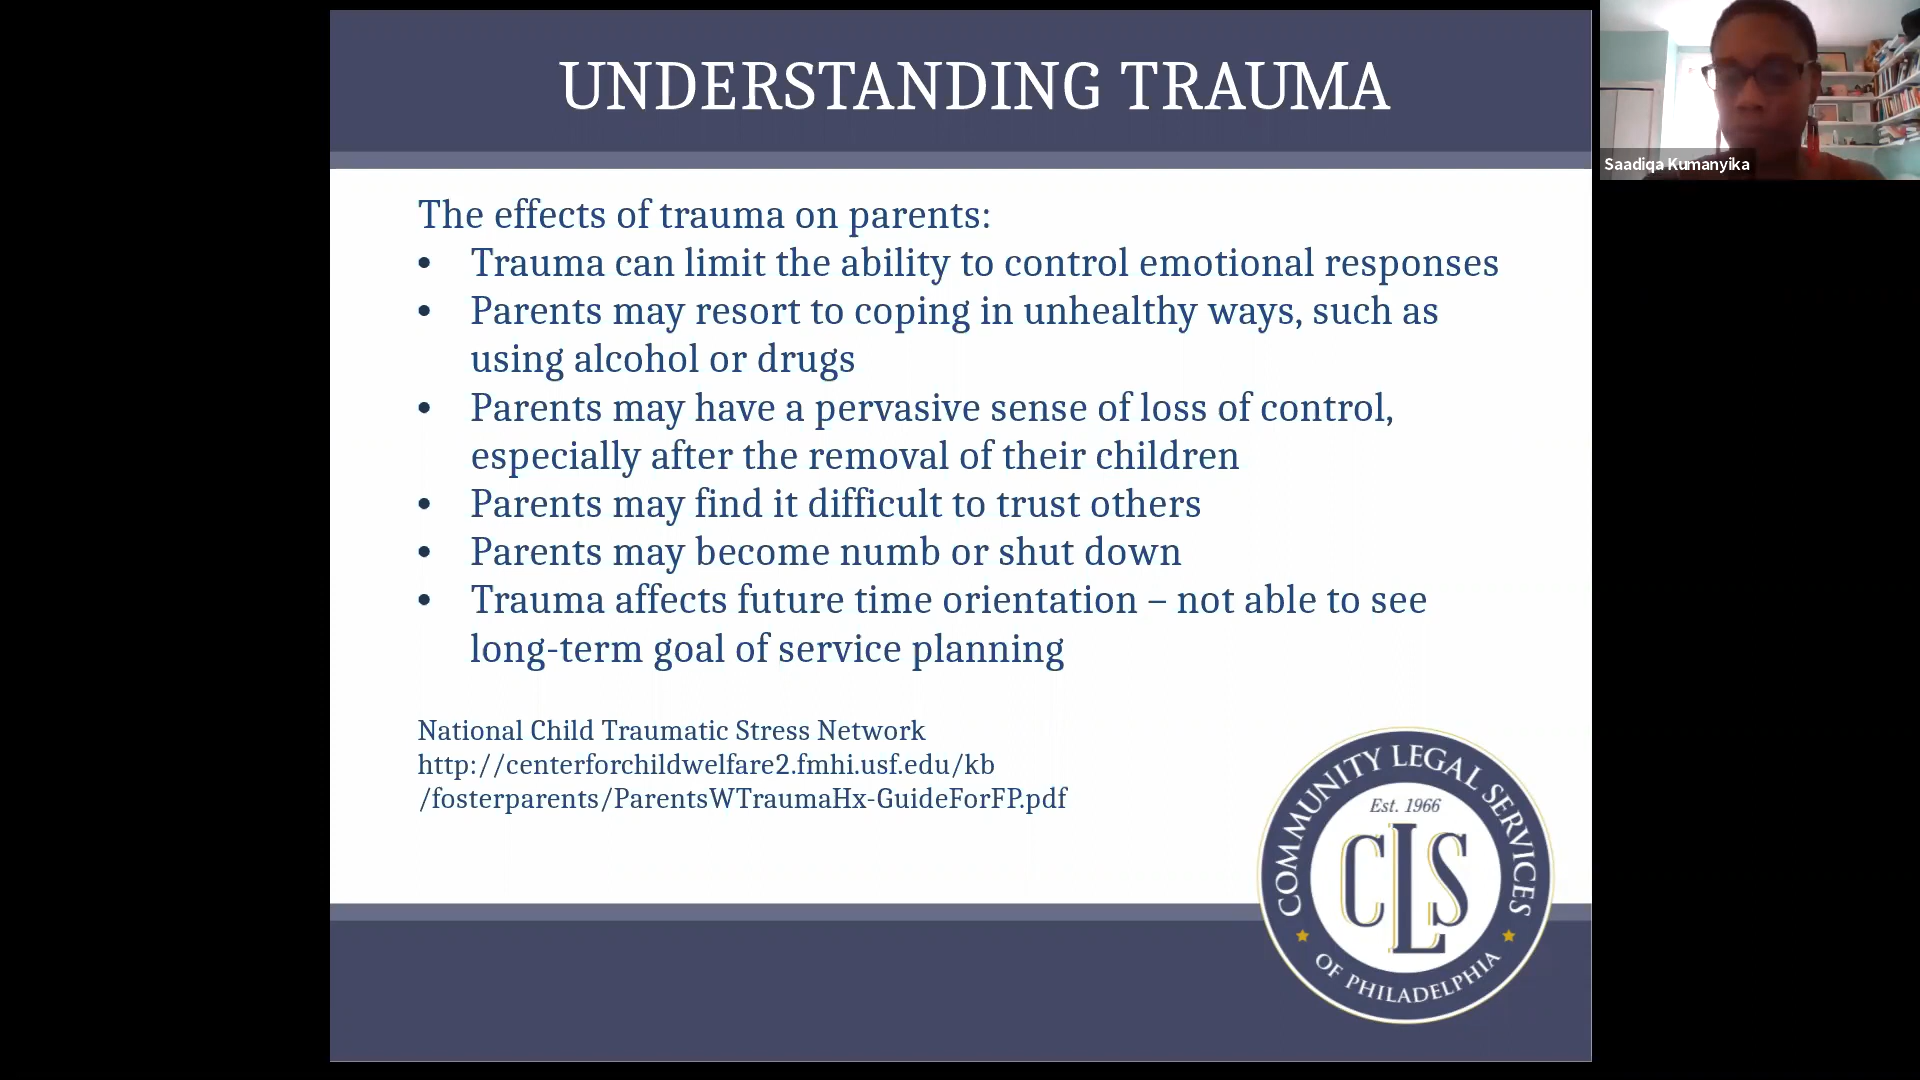 UNDERSTANDING TRAUMA
Saadiqa Kumanyika
The effects of trauma on parents:
• Trauma can limit the ability to control emotional responses
• Parents may resort to coping in unhealthy ways, such as
using alcohol or drugs
• Parents may have a pervasive sense of loss of control,
especially after the removal of their children
• Parents may find it difficult to trust others
• Parents may become numb or shut down
• Trauma affects future time orientation – not able to see
long-term goal of service planning
National Child Traumatic Stress Network
http://centerforchildwelfare2.fmhi.usf.edu/kb
/fosterparents/ParentsWTraumaHx-GuideForFP.pdf
COMMUNITY LEGAL SERVICES
Est. 1966
CLS
OF PHILADELPHIA